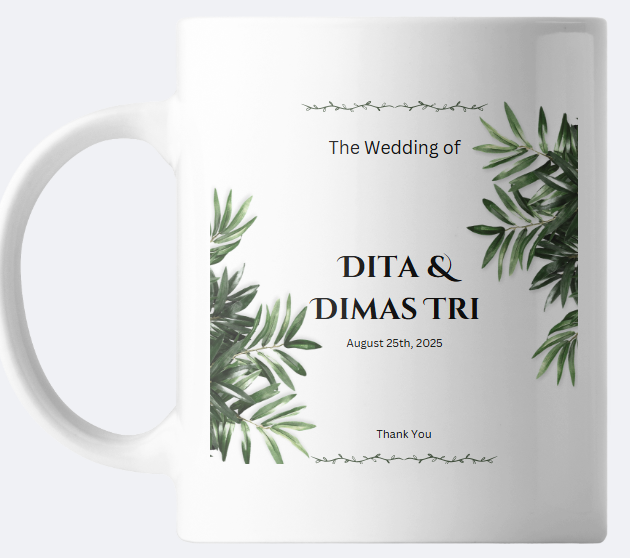 The Wedding of
DITA &
DIMAS TRI
August 25th, 2025
Thank You